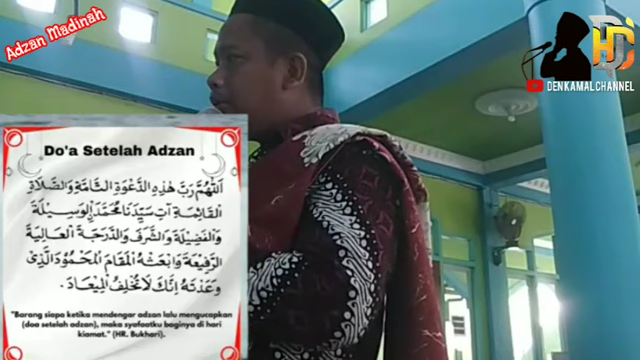 Adzan Madinah
DENKAMAL CHANNEL
Do'a Setelah Adzan
اَللّٰهُمَّ رَبَّ هٰذِهِ الدَّعْوَةِ التَّامَّةِ وَالصَّلَاةِ
الْقَائِمَةِ آتِ سَيِّدَنَا مُحَمَّدَانِ الْوَسِيْلَةَ
وَالْفَضِيْلَةَ وَالشَّرَفَ وَالدَّرَجَةَ الْعَالِيَةَ
الرَّفِيْعَةَ وَابْعَثْهُ الْمَقَامَ الْمَحْمُوْدَ الَّذِيْ
وَعَدْتَهُ اِنَّكَ لَا تُخْلِفُ الْمِيْعَادَ.
"Barang siapa ketika mendengar adzan lalu mengucapkan
(doa setelah adzan), maka syafaatku baginya di hari
kiamat." (HR. Bukhari).